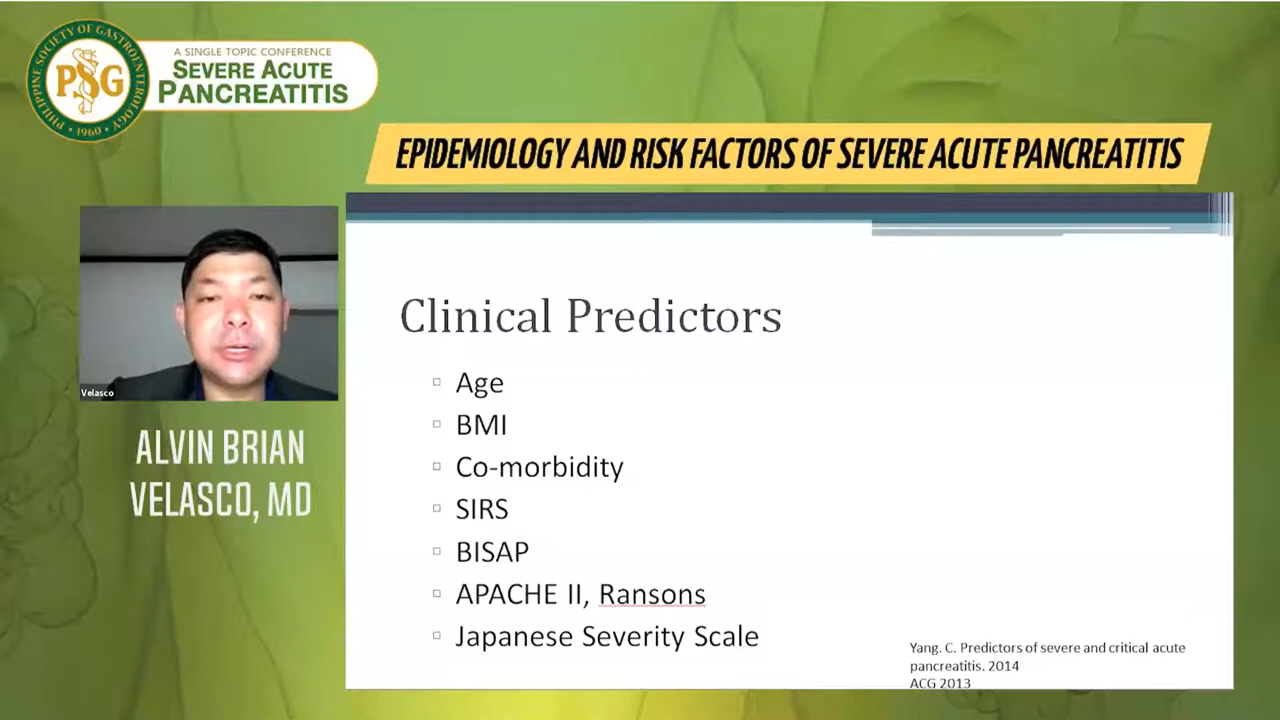 PHILIPPINE SOCIETY OF GASTROENTEROLOGY
PSG
• 1960 •
A SINGLE TOPIC CONFERENCE
SEVERE ACUTE
PANCREATITIS
EPIDEMIOLOGY AND RISK FACTORS OF SEVERE ACUTE PANCREATITIS
Velasco
ALVIN BRIAN
VELASCO, MD
Clinical Predictors
Age
BMI
Co-morbidity
SIRS
BISAP
APACHE II, Ransons
Japanese Severity Scale
Yang. C. Predictors of severe and critical acute
pancreatitis. 2014
ACG 2013